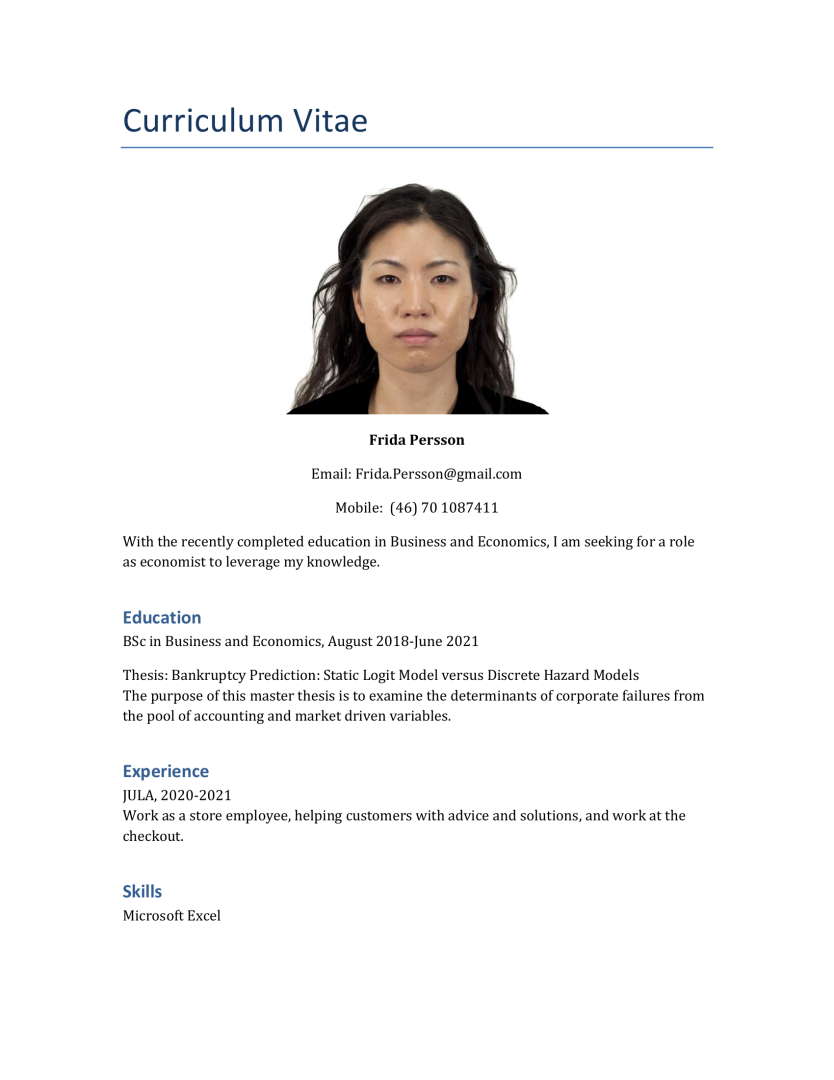 Curriculum Vitae
Frida Persson
Email: Frida.Persson@gmail.com
Mobile:  (46) 70 1087411
With the recently completed education in Business and Economics, I am seeking for a role
as economist to leverage my knowledge.
Education
BSc in Business and Economics, August 2018-June 2021
Thesis: Bankruptcy Prediction: Static Logit Model versus Discrete Hazard Models
The purpose of this master thesis is to examine the determinants of corporate failures from
the pool of accounting and market driven variables.
Experience
JULA, 2020-2021
Work as a store employee, helping customers with advice and solutions, and work at the
checkout.
Skills
Microsoft Excel